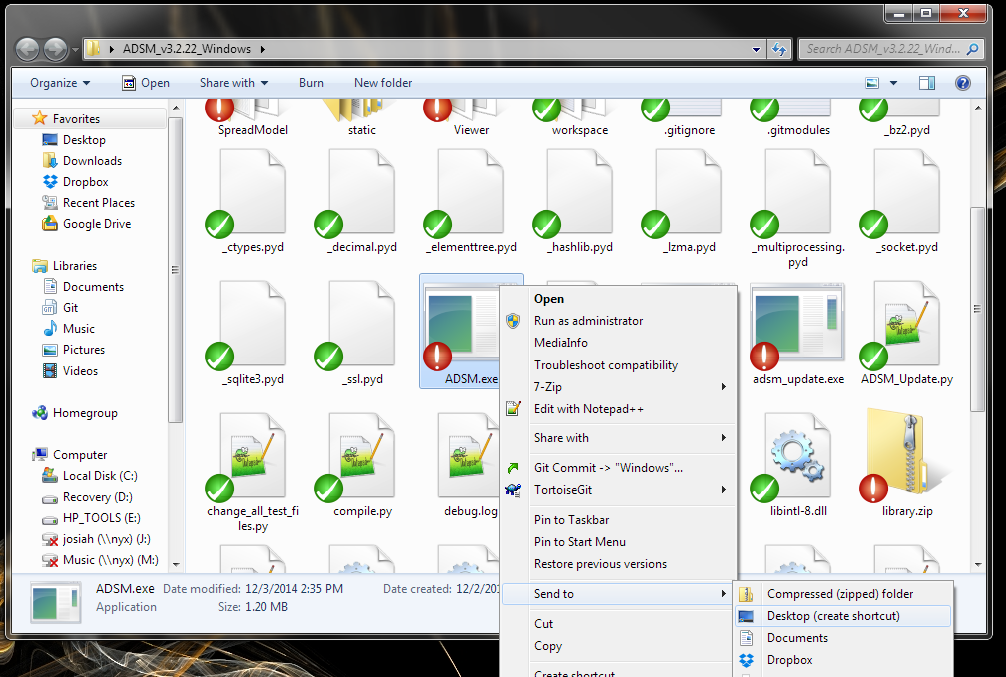 ADSM_v3.2.22_Windows
Search ADSM_v3.2.22_Wind...
Organize
Open
Share with
Burn
New folder
Favorites
Desktop
Downloads
Dropbox
Recent Places
Google Drive
Libraries
Documents
Git
Music
Pictures
Videos
Homegroup
Computer
Local Disk (C:)
Recovery (D:)
HP_TOOLS (E:)
josiah (\\nyx) (J:)
Music (\\nyx) (M:)
SpreadModel
static
Viewer
workspace
.gitignore
.gitmodules
_bz2.pyd
_ctypes.pyd
_decimal.pyd
_elementtree.pyd
_hashlib.pyd
_lzma.pyd
_multiprocessing.
pyd
_socket.pyd
_sqlite3.pyd
_ssl.pyd
ADSM.exe
adsm_update.exe
ADSM_Update.py
change_all_test_fi
les.py
compile.py
debug.log
libintl-8.dll
library.zip
Open
Run as administrator
MediaInfo
Troubleshoot compatibility
7-Zip
Edit with Notepad++
Share with
Git Commit -> "Windows"...
TortoiseGit
Pin to Taskbar
Pin to Start Menu
Restore previous versions
Send to
Cut
Copy
Create shortcut
Compressed (zipped) folder
Desktop (create shortcut)
Documents
Dropbox
ADSM.exe
Date modified: 12/3/2014 2:35 PM
Date created: 12/2/201
Application
Size: 1.20 MB